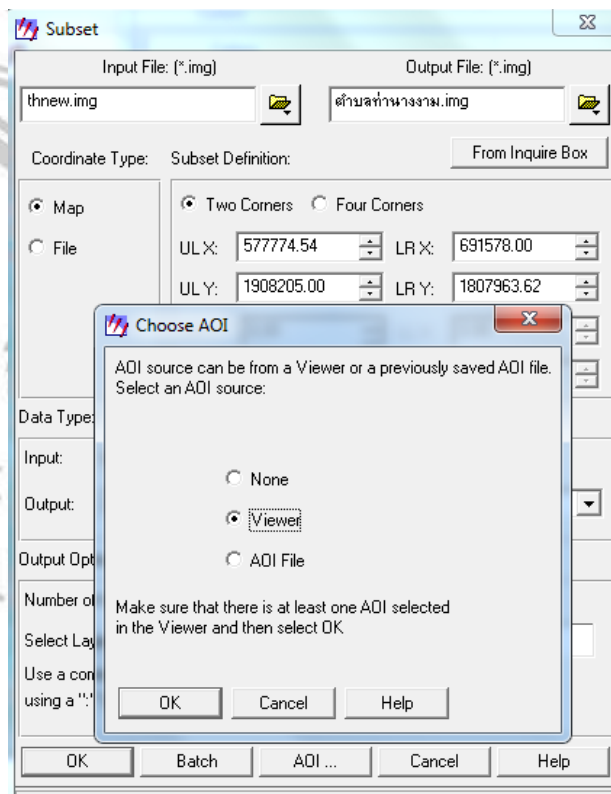 Subset
Input File: (*.img) Output File: (*.img)
thnew.img ตำบลท่านางงาม.img
Coordinate Type: Subset Definition: From Inquire Box
Map Two Corners Four Corners
File UL X: 577774.54 LR X: 691578.00
UL Y: 1908205.00 LR Y: 1807963.62
Choose AOI
AOI source can be from a Viewer or a previously saved AOI file.
Select an AOI source:
Data Type:
Input:
None
Output:
Viewer
Output Opt
AOI File
Number of
Make sure that there is at least one AOI selected
in the Viewer and then select OK
Select Lay
Use a con
using a ":"
OK Cancel Help
OK Batch AOI ... Cancel Help